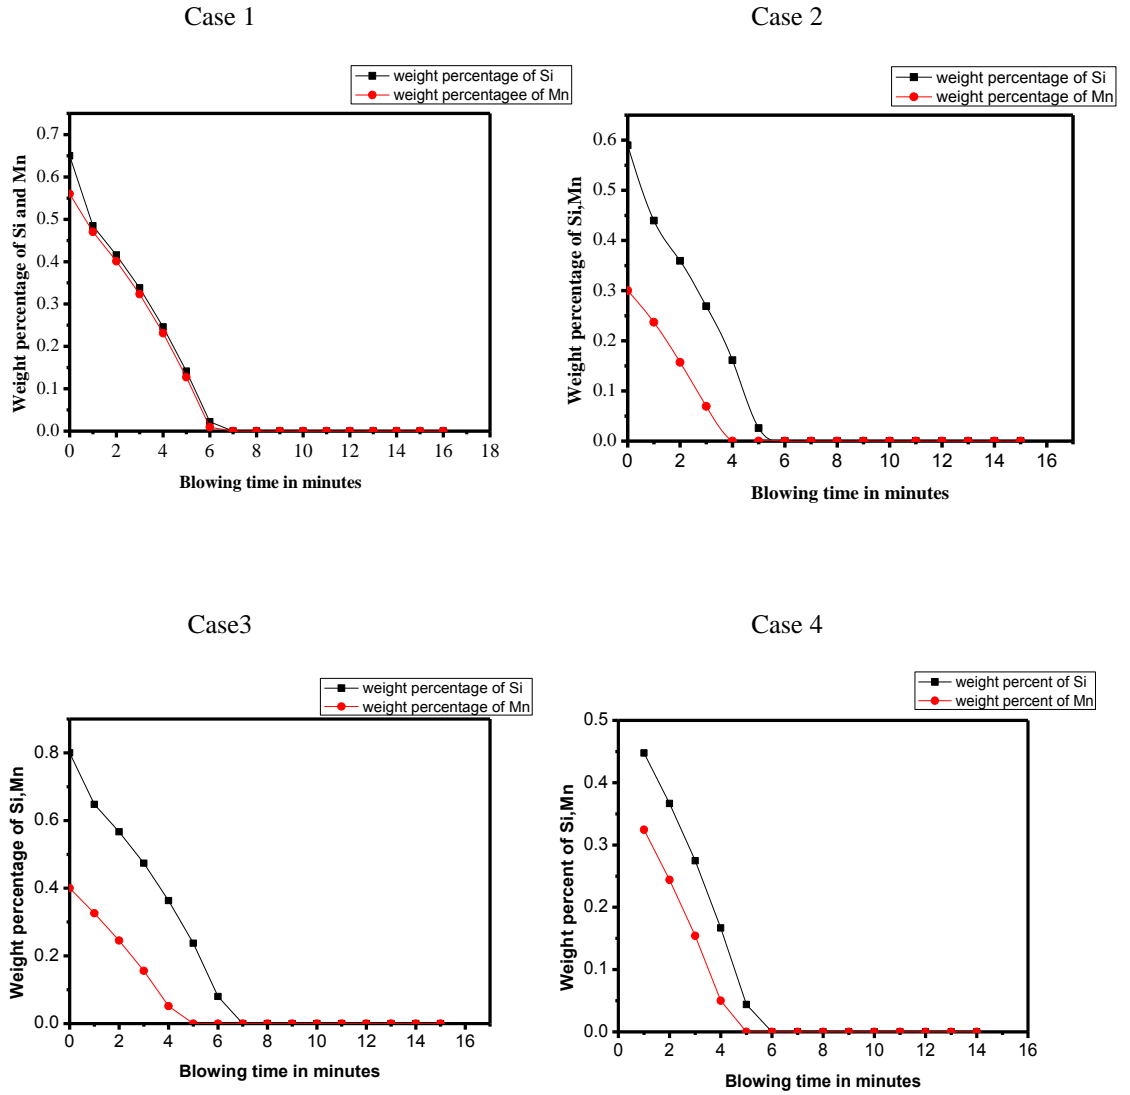 Case 1
weight percentage of Si
weight percentagee of Mn
Weight percentage of Si and Mn
0.7
0.6
0.5
0.4
0.3
0.2
0.1
0.0
0 2 4 6 8 10 12 14 16 18
Blowing time in minutes
Case 2
weight percentage of Si
weight percentage of Mn
Weight percentage of Si,Mn
0.6
0.5
0.4
0.3
0.2
0.1
0.0
0 2 4 6 8 10 12 14 16
Blowing time in minutes
Case3
weight percentage of Si
weight percentage of Mn
Weight percentage of Si,Mn
0.8
0.6
0.4
0.2
0.0
0 2 4 6 8 10 12 14 16
Blowing time in minutes
Case 4
weight percent of Si
weight percent of Mn
Weight percent of Si,Mn
0.5
0.4
0.3
0.2
0.1
0.0
0 2 4 6 8 10 12 14 16
Blowing time in minutes